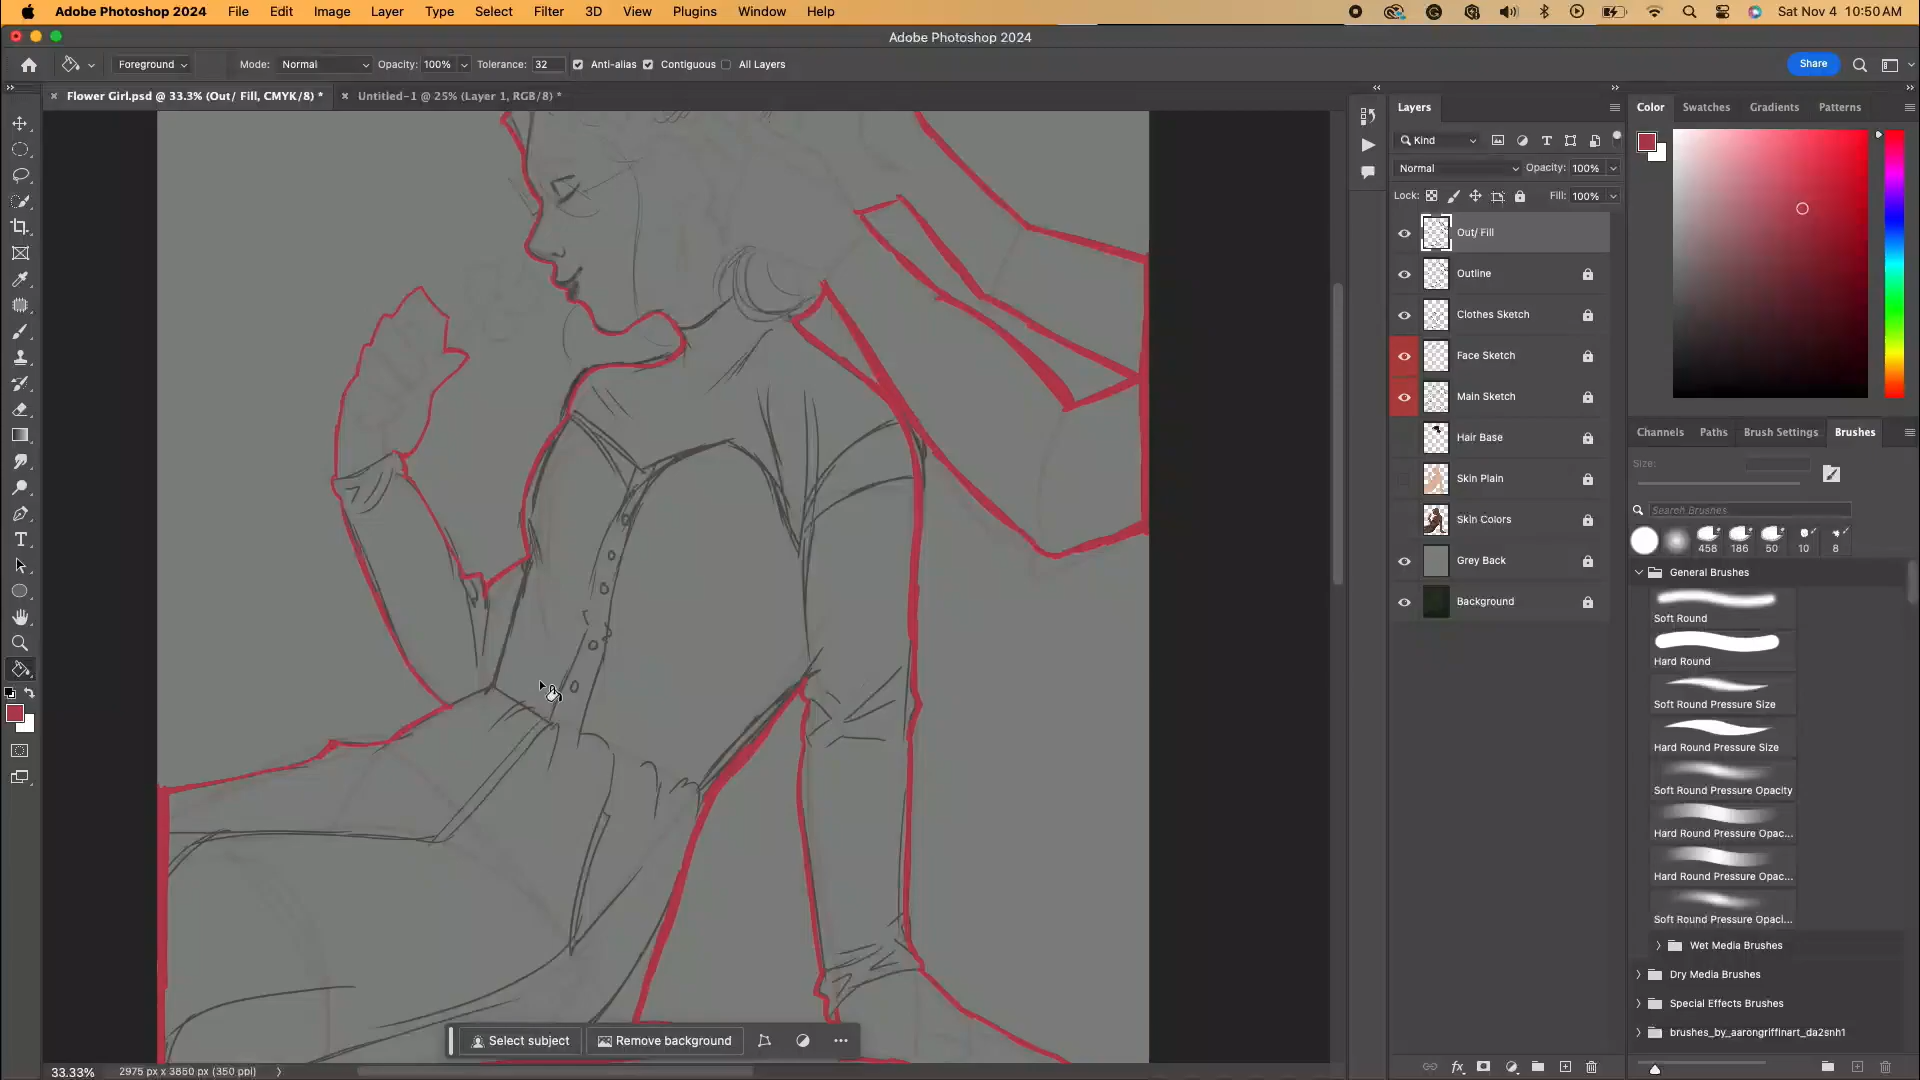 Adobe Photoshop 2024 File Edit Image Layer Type Select Filter 3D View Plugins Window Help Sat Nov 4 10:50 AM
Adobe Photoshop 2024
Foreground Mode: Normal Opacity: 100% Tolerance: 32 Anti-alias Contiguous All Layers Share
Flower Girl.psd @ 33.3% (Out/ Fill, CMYK/8) * Untitled-1 @ 25% (Layer 1, RGB/8) *
Layers
Kind
Normal Opacity: 100%
Lock: Fill: 100%
Out/ Fill
Outline
Clothes Sketch
Face Sketch
Main Sketch
Hair Base
Skin Plain
Skin Colors
Grey Back
Background
Color Swatches Gradients Patterns
Channels Paths Brush Settings Brushes
Size:
Search Brushes
458 186 50 10 8
General Brushes
Soft Round
Hard Round
Soft Round Pressure Size
Hard Round Pressure Size
Soft Round Pressure Opacity
Hard Round Pressure Opac...
Hard Round Pressure Opac...
Soft Round Pressure Opaci...
Wet Media Brushes
Dry Media Brushes
Special Effects Brushes
brushes_by_aarongriffinart_da2snh1
Select subject Remove background
33.33% 2975 px x 3850 px (350 ppi)